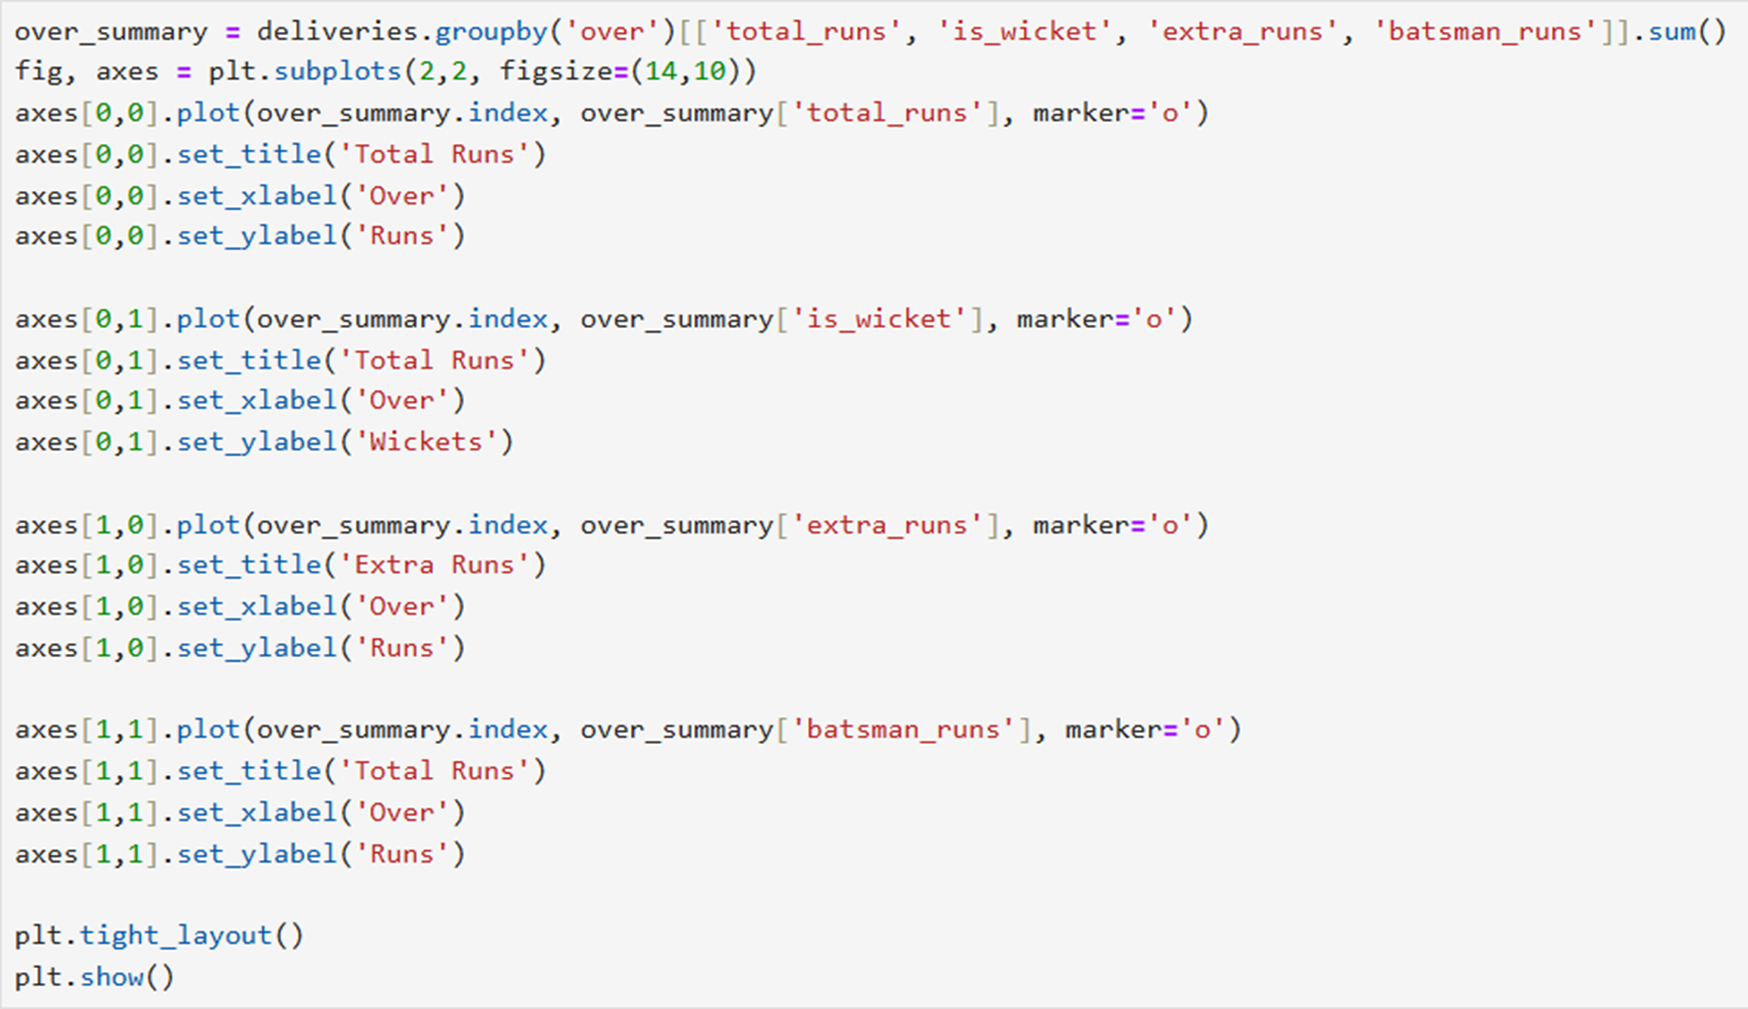 over_summary = deliveries.groupby('over')[['total_runs', 'is_wicket', 'extra_runs', 'batsman_runs']].sum()
fig, axes = plt.subplots(2,2, figsize=(14,10))
axes[0,0].plot(over_summary.index, over_summary['total_runs'], marker='o')
axes[0,0].set_title('Total Runs')
axes[0,0].set_xlabel('Over')
axes[0,0].set_ylabel('Runs')
axes[0,1].plot(over_summary.index, over_summary['is_wicket'], marker='o')
axes[0,1].set_title('Total Runs')
axes[0,1].set_xlabel('Over')
axes[0,1].set_ylabel('Wickets')
axes[1,0].plot(over_summary.index, over_summary['extra_runs'], marker='o')
axes[1,0].set_title('Extra Runs')
axes[1,0].set_xlabel('Over')
axes[1,0].set_ylabel('Runs')
axes[1,1].plot(over_summary.index, over_summary['batsman_runs'], marker='o')
axes[1,1].set_title('Total Runs')
axes[1,1].set_xlabel('Over')
axes[1,1].set_ylabel('Runs')
plt.tight_layout()
plt.show()